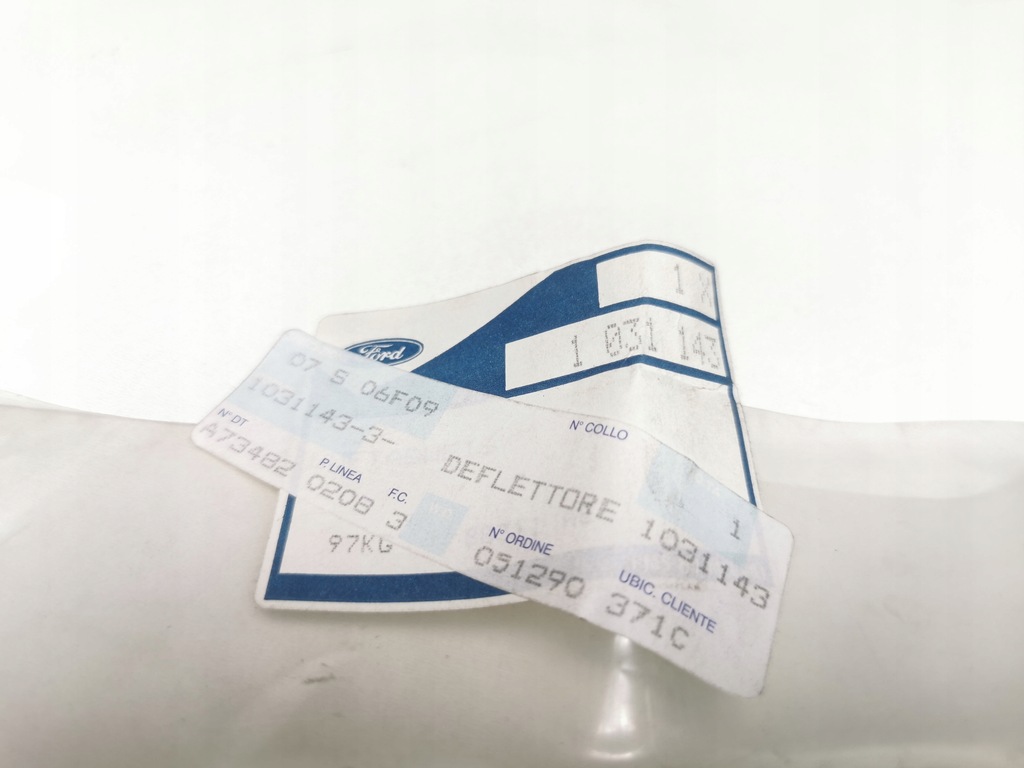 1 X
1 031 143
Ford
07 S 06F09
1031143-3-
N° COLLO
N° DT
A73482
P. LINEA F.C.
0208 3
DEFLETTORE
1
1031143
97KG
N° ORDINE
051290
UBIC. CLIENTE
371C